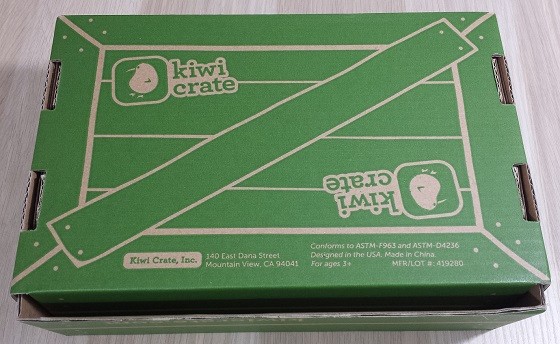 kiwi
crate
kiwi
crate
Kiwi Crate, Inc.
140 East Dana Street
Mountain View, CA 94041
Conforms to ASTM-F963 and ASTM-D4236
Designed in the USA. Made in China.
For ages 3+
MFR/LOT #: 419280